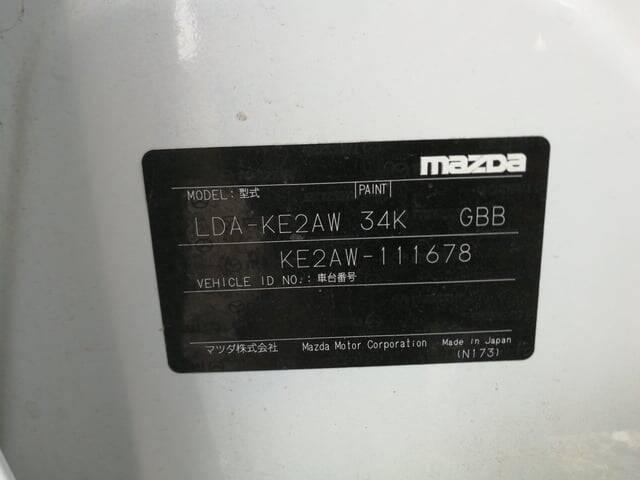 mazda
MODEL:型式 PAINT
LDA-KE2AW 34K GBB
KE2AW-111678
VEHICLE ID NO.:車台番号
マツダ株式会社 Mazda Motor Corporation Made in Japan
(N173)